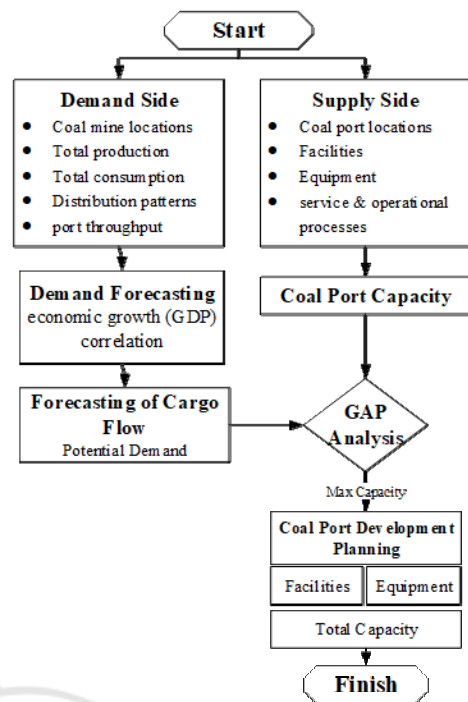 Start
Demand Side
• Coal mine locations
• Total production
• Total consumption
• Distribution patterns
• port throughput
Supply Side
• Coal port locations
• Facilities
• Equipment
• service & operational
processes
Demand Forecasting
economic growth (GDP)
correlation
Coal Port Capacity
Forecasting of Cargo
Flow
Potential Demand
GAP
Analysis
Max Capacity
Coal Port Development
Planning
Facilities
Equipment
Total Capacity
Finish